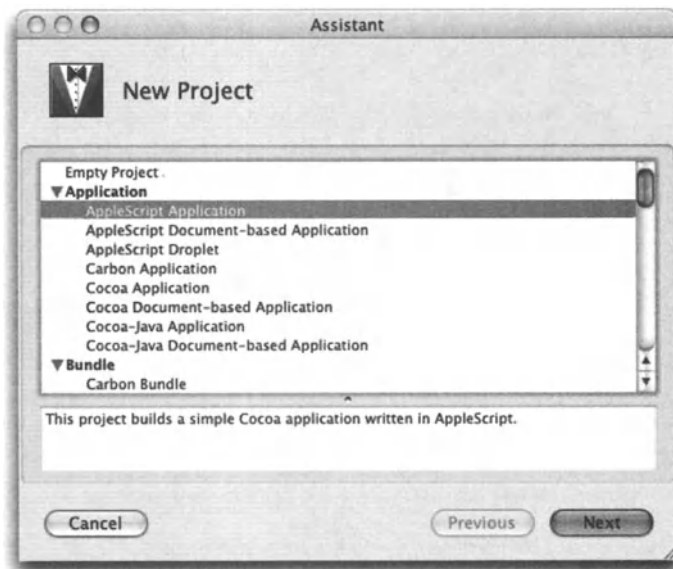 Assistant
New Project
Empty Project
Application
AppleScript Application
AppleScript Document-based Application
AppleScript Droplet
Carbon Application
Cocoa Application
Cocoa Document-based Application
Cocoa-Java Application
Cocoa-Java Document-based Application
Bundle
Carbon Bundle
This project builds a simple Cocoa application written in AppleScript.
Cancel
Previous
Next